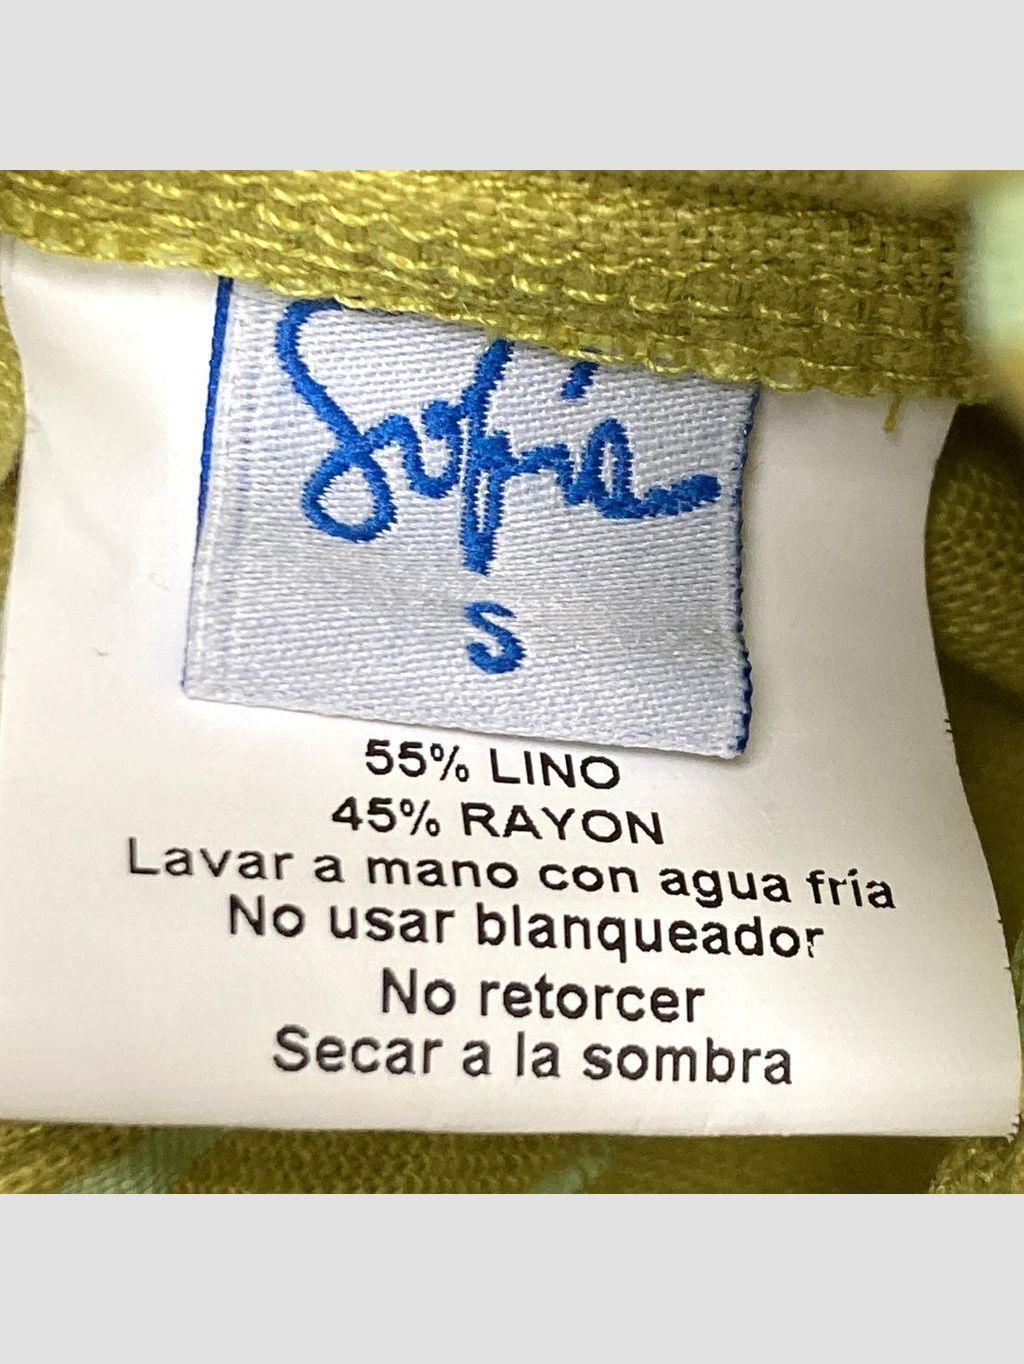 Sofía
S
55% LINO
45% RAYON
Lavar a mano con agua fría
No usar blanqueador
No retorcer
Secar a la sombra